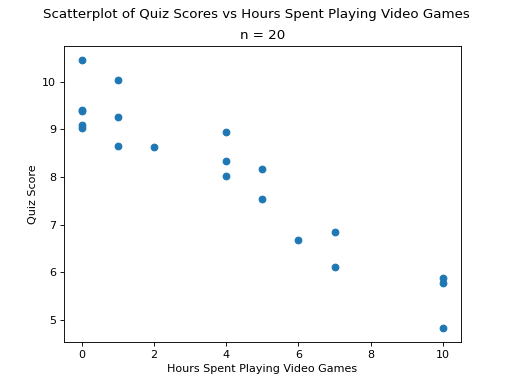 Scatterplot of Quiz Scores vs Hours Spent Playing Video Games
n = 20
10
9
8
7
6
5
Quiz Score
0 2 4 6 8 10
Hours Spent Playing Video Games